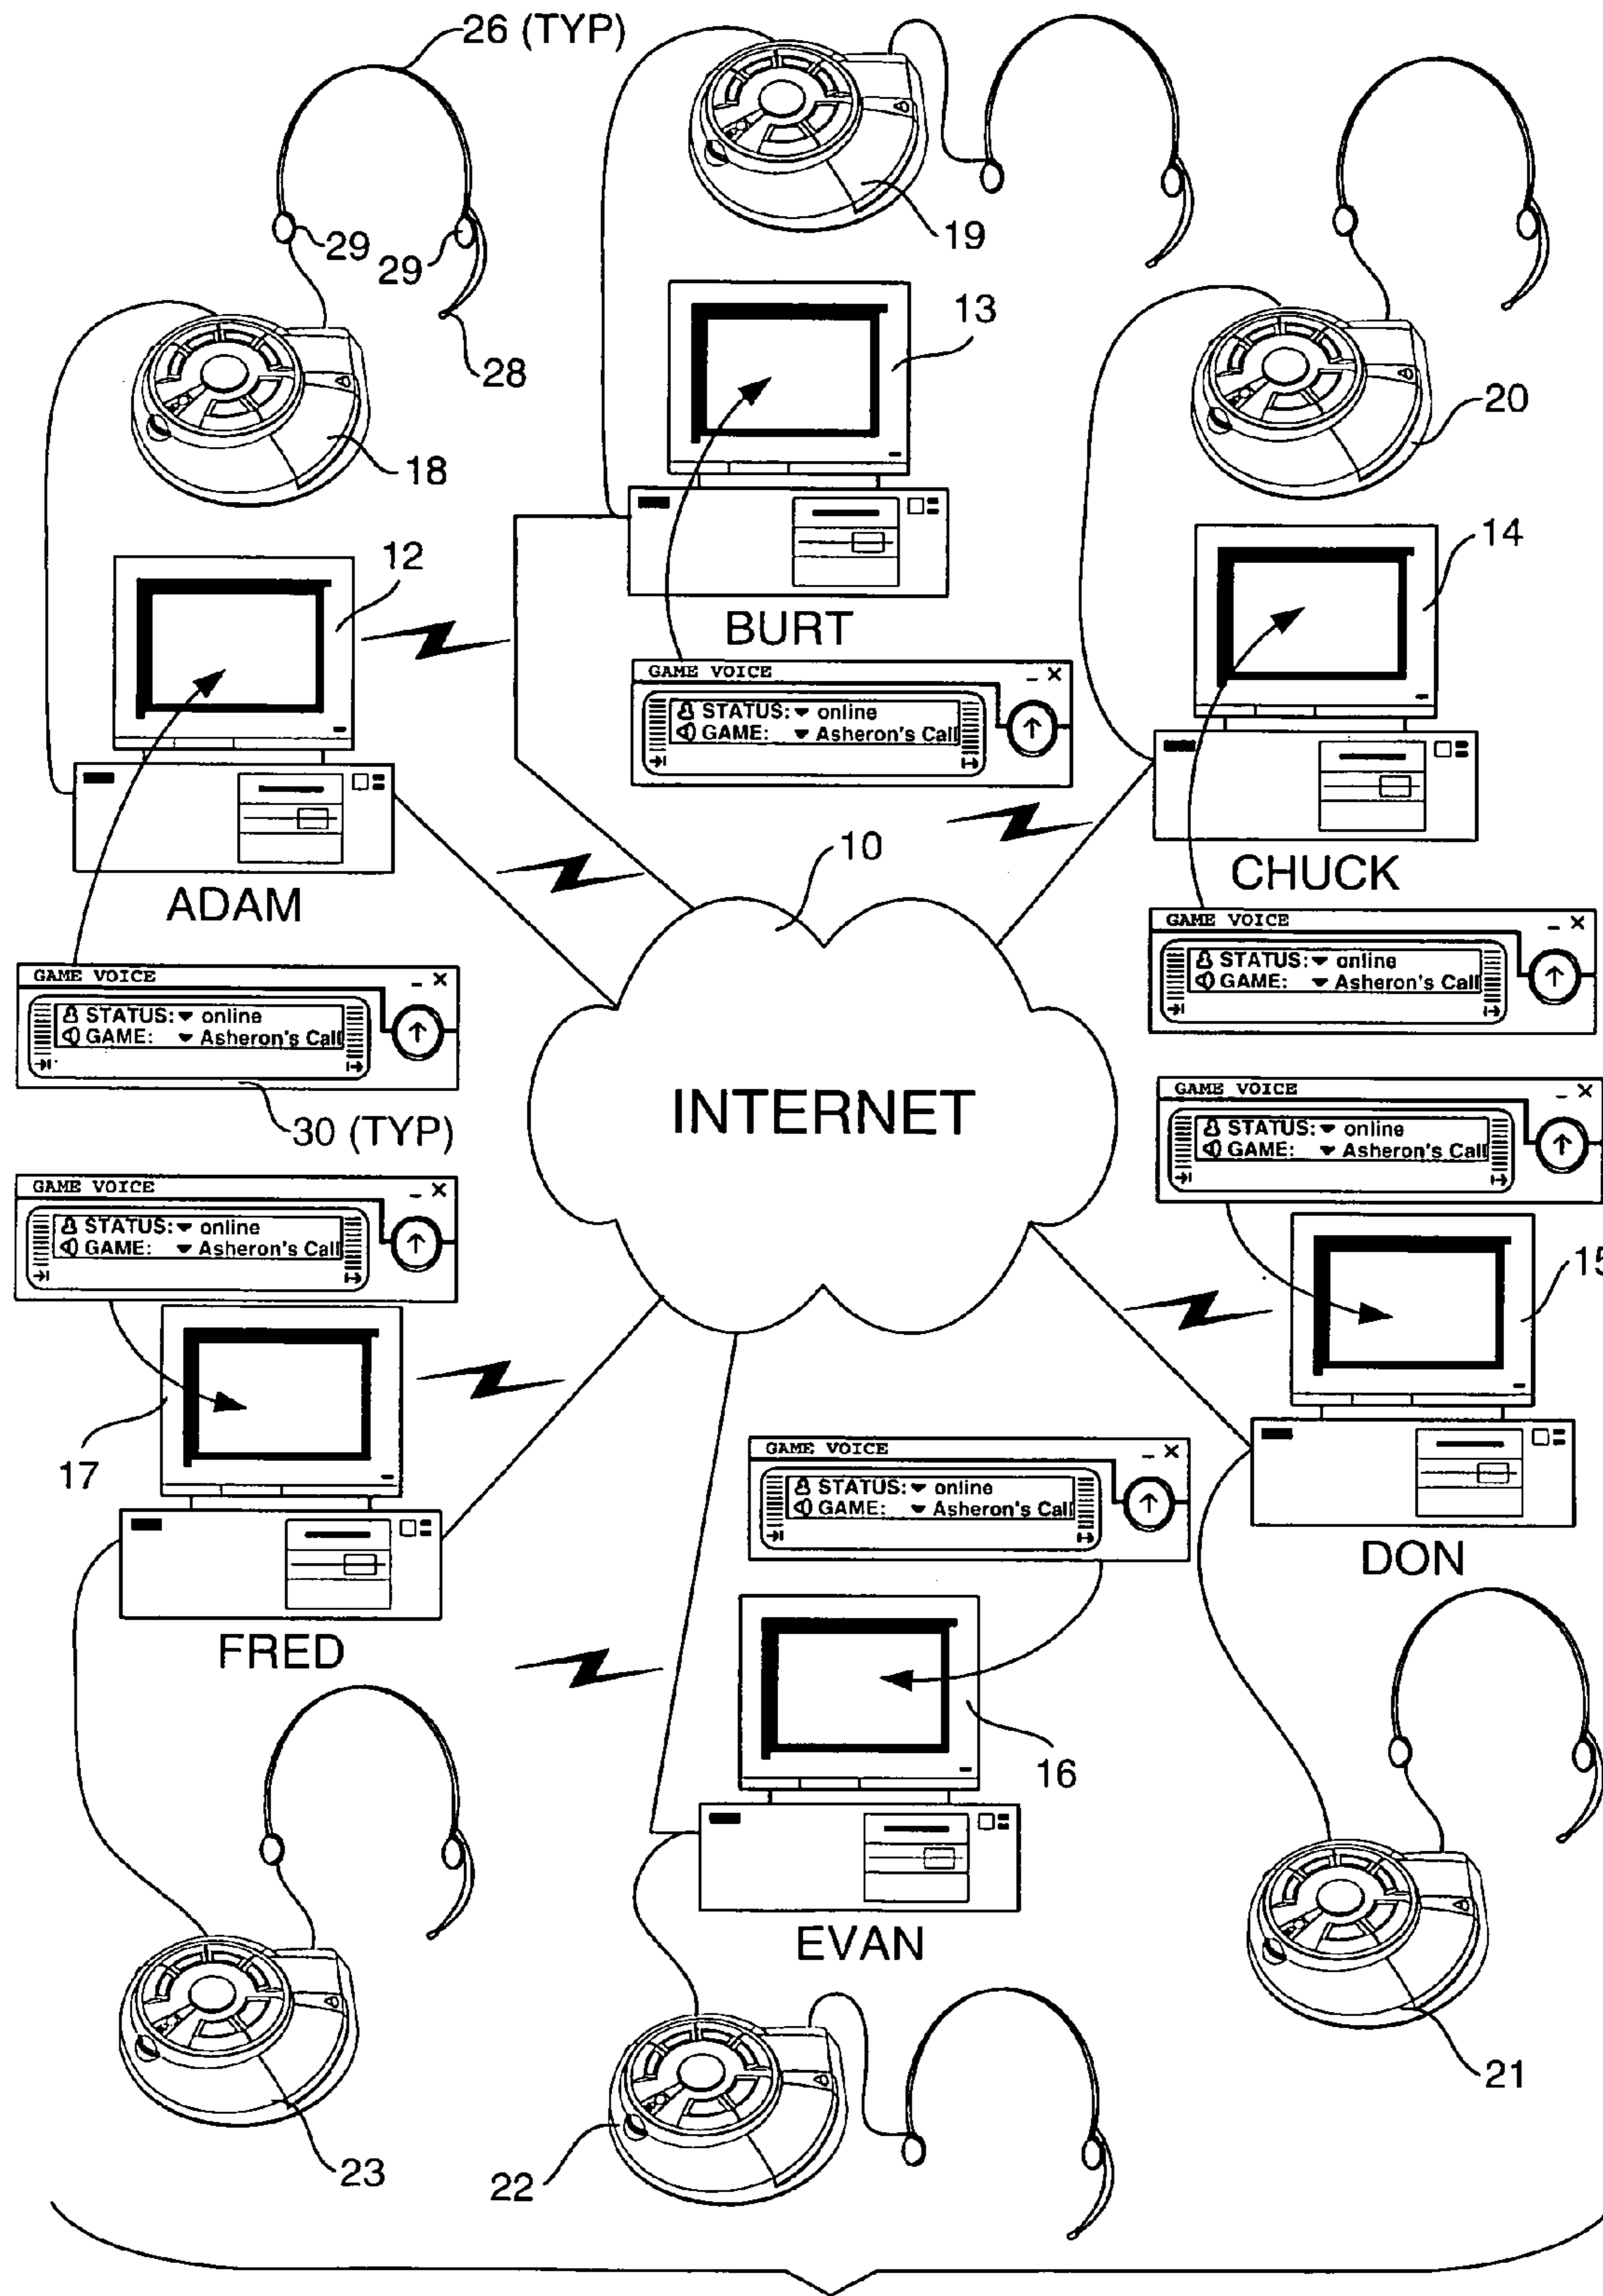 26 (TYP)
29
29
28
18
19
13
20
14
12
BURT
GAME VOICE
STATUS: online
GAME: Asheron's Call
10
CHUCK
ADAM
GAME VOICE
STATUS: online
GAME: Asheron's Call
GAME VOICE
STATUS: online
GAME: Asheron's Call
30 (TYP)
INTERNET
GAME VOICE
STATUS: online
GAME: Asheron's Call
GAME VOICE
STATUS: online
GAME: Asheron's Call
15
17
GAME VOICE
STATUS: online
GAME: Asheron's Call
DON
FRED
16
EVAN
21
23
22